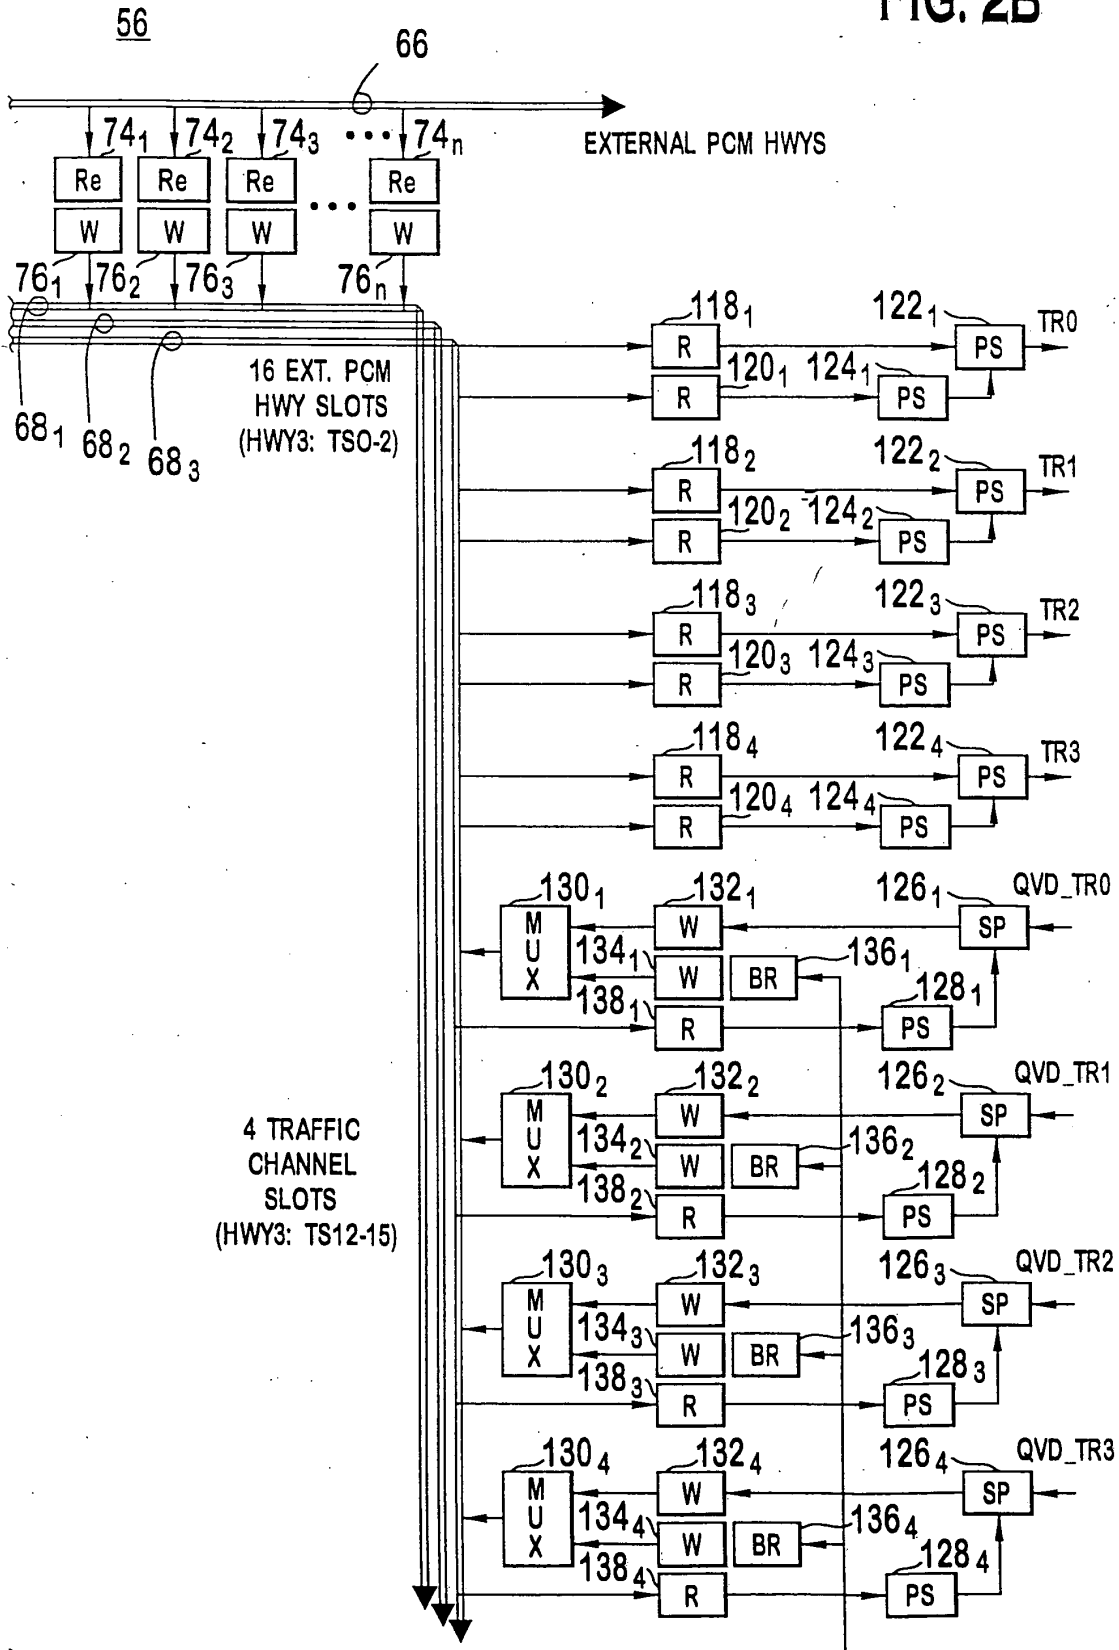 FIG. 2B
56
66
EXTERNAL PCM HWYS
74₁ 74₂ 74₃ ••• 74ₙ
Re Re Re ••• Re
W W W W
76₁ 76₂ 76₃ 76ₙ
68₁ 68₂ 68₃
16 EXT. PCM
HWY SLOTS
(HWY3: TS0-2)
118₁ 122₁ TR0
R PS
120₁ 124₁
R PS
118₂ 122₂ TR1
R PS
120₂ 124₂
R PS
118₃ 122₃ TR2
R PS
120₃ 124₃
R PS
118₄ 122₄ TR3
R PS
120₄ 124₄
R PS
130₁ 132₁ 126₁ QVD_TR0
MUX W SP
134₁ 136₁
W BR
138₁ 128₁
R PS
130₂ 132₂ 126₂ QVD_TR1
MUX W SP
134₂ 136₂
W BR
138₂ 128₂
R PS
4 TRAFFIC
CHANNEL
SLOTS
(HWY3: TS12-15)
130₃ 132₃ 126₃ QVD_TR2
MUX W SP
134₃ 136₃
W BR
138₃ 128₃
R PS
130₄ 132₄ 126₄ QVD_TR3
MUX W SP
134₄ 136₄
W BR
138₄ 128₄
R PS